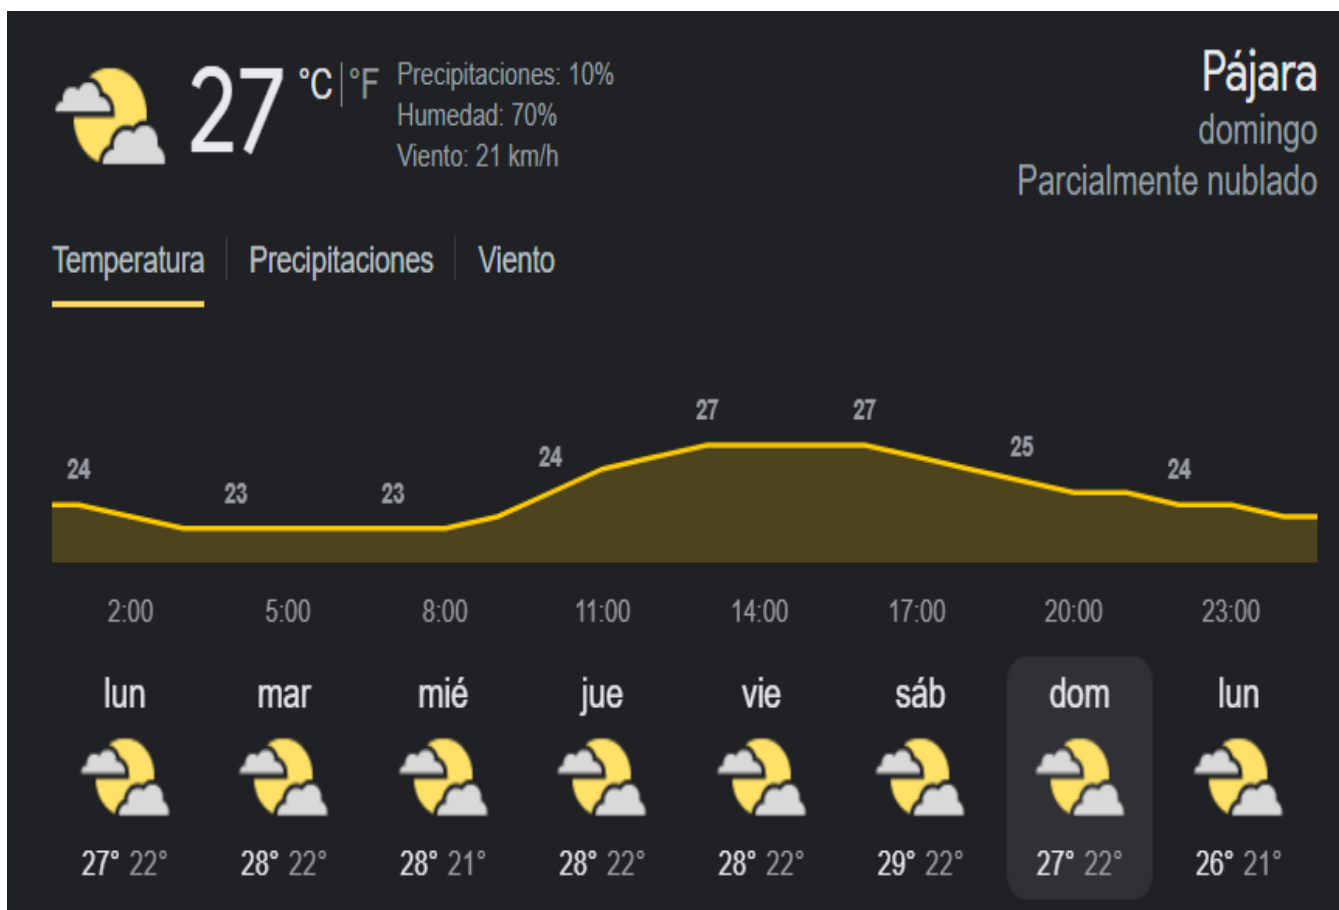 27 °C|°F
Precipitaciones: 10%
Humedad: 70%
Viento: 21 km/h
Pájara
domingo
Parcialmente nublado
Temperatura Precipitaciones Viento
24 23 23 24 27 27 25 24
2:00 5:00 8:00 11:00 14:00 17:00 20:00 23:00
lun mar mié jue vie sáb dom lun
27° 22° 28° 22° 28° 21° 28° 22° 28° 22° 29° 22° 27° 22° 26° 21°